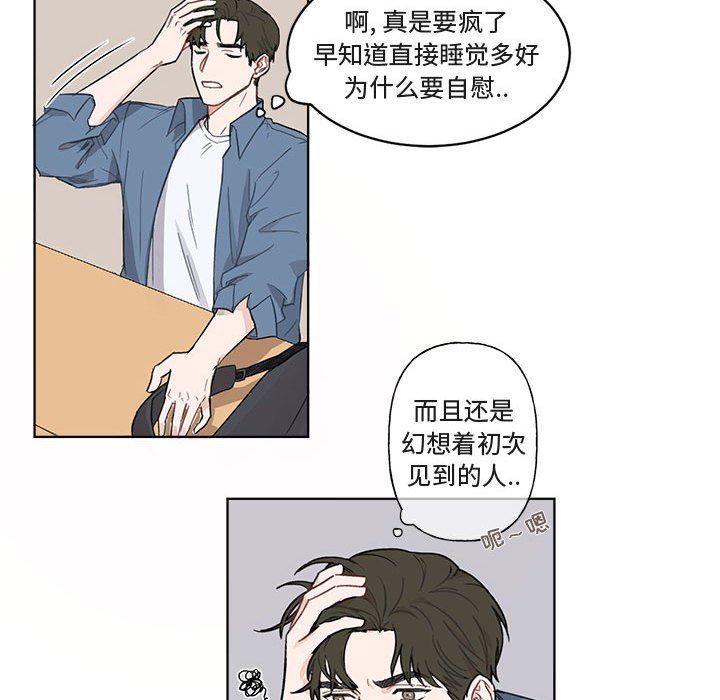 啊, 真是要疯了
早知道直接睡觉多好
为什么要自慰..
而且还是
幻想着初次
见到的人..
呃~嗯